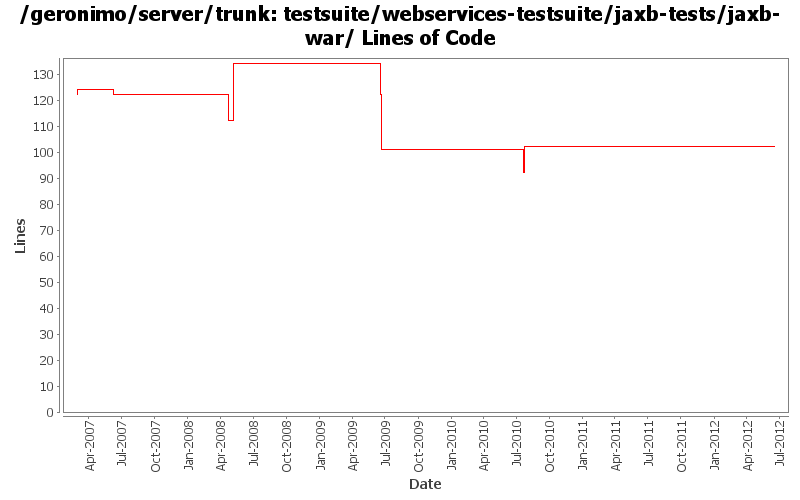 /geronimo/server/trunk: testsuite/webservices-testsuite/jaxb-tests/jaxb-
war/ Lines of Code
130
120
110
100
90
80
70
60
50
40
30
20
10
0
Lines
Apr-2007
Jul-2007
Oct-2007
Jan-2008
Apr-2008
Jul-2008
Oct-2008
Jan-2009
Apr-2009
Jul-2009
Oct-2009
Jan-2010
Apr-2010
Jul-2010
Oct-2010
Jan-2011
Apr-2011
Jul-2011
Oct-2011
Jan-2012
Apr-2012
Jul-2012
Date